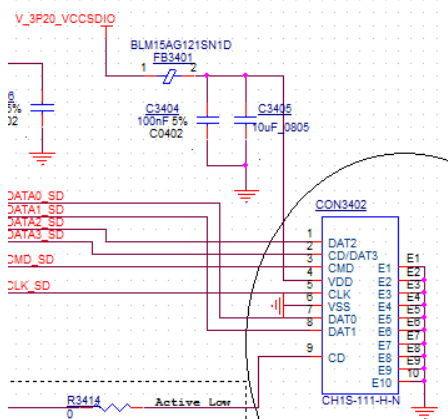 V_3P20_VCCSDIO
BLM15AG121SN1D
1 FB3401 2
C3404
100nF 5%
C0402
C3405
10uF_0805
6
5%
02
DATA0_SD
DATA1_SD
DATA2_SD
DATA3_SD
CMD_SD
CLK_SD
CON3402
1 DAT2
2 CD/DAT3 E1
3 CMD E1 E2
4 VDD E2 E3
5 CLK E3 E4
6 VSS E4 E5
7 DAT0 E5 E6
8 DAT1 E6 E7
E7 E8
9 CD E8 E9
E9 10
E10
CH1S-111-H-N
R3414
0
Active Low